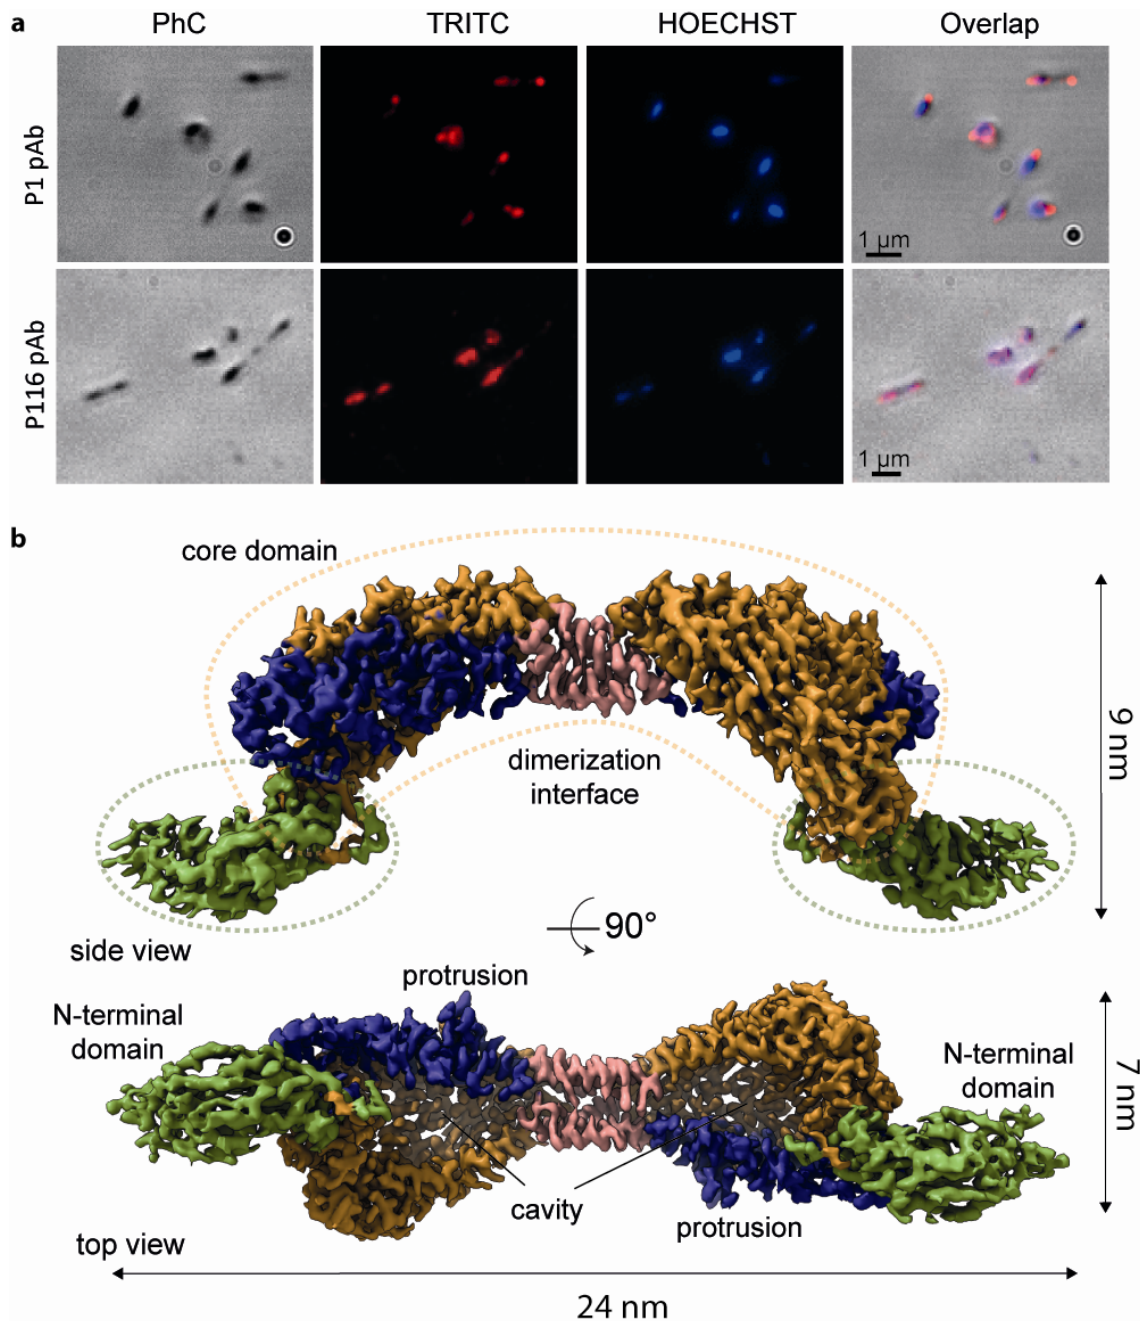 a
PhC TRITC HOECHST Overlap
P1 pAb
1 µm
P116 pAb
1 µm
b
core domain
dimerization
interface
9 nm
side view
90°
protrusion
N-terminal
domain
N-terminal
domain
7 nm
cavity
protrusion
top view
24 nm